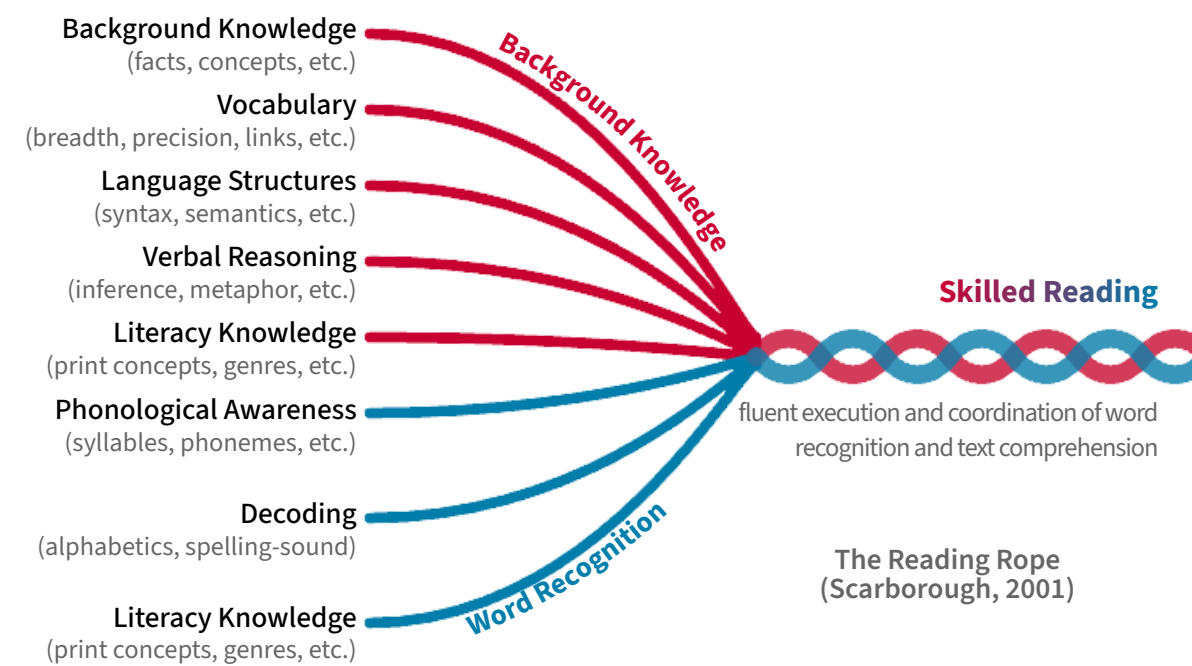 Background Knowledge
(facts, concepts, etc.)
Vocabulary
(breadth, precision, links, etc.)
Language Structures
(syntax, semantics, etc.)
Verbal Reasoning
(inference, metaphor, etc.)
Literacy Knowledge
(print concepts, genres, etc.)
Phonological Awareness
(syllables, phonemes, etc.)
Decoding
(alphabetics, spelling-sound)
Literacy Knowledge
(print concepts, genres, etc.)
Background Knowledge
Word Recognition
Skilled Reading
fluent execution and coordination of word
recognition and text comprehension
The Reading Rope
(Scarborough, 2001)